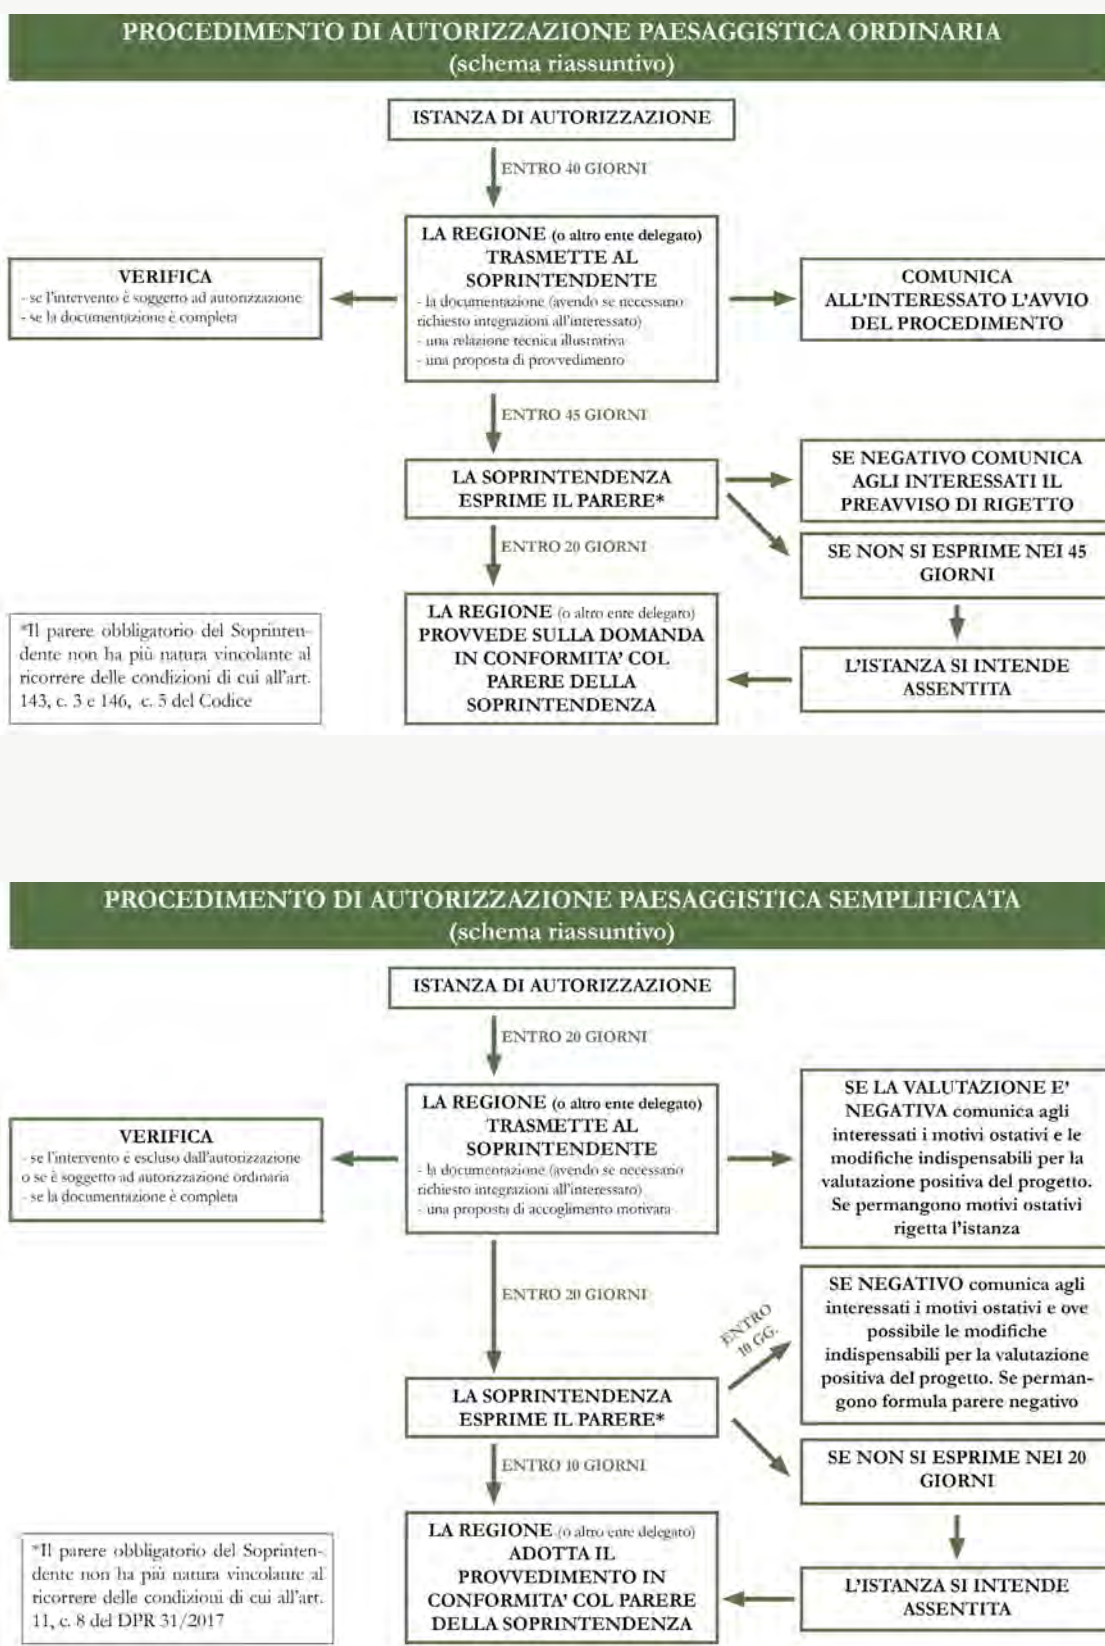 PROCEDIMENTO DI AUTORIZZAZIONE PAESAGGISTICA ORDINARIA
(schema riassuntivo)
ISTANZA DI AUTORIZZAZIONE
ENTRO 40 GIORNI
LA REGIONE (o altro ente delegato)
TRASMETTE AL
SOPRINTENDENTE
- la documentazione (avendo se necessario
richiesto integrazioni all'interessato)
- una relazione tecnica illustrativa
- una proposta di provvedimento
VERIFICA
- se l'intervento è soggetto ad autorizzazione
- se la documentazione è completa
COMUNICA
ALL'INTERESSATO L'AVVIO
DEL PROCEDIMENTO
ENTRO 45 GIORNI
LA SOPRINTENDENZA
ESPRIME IL PARERE*
SE NEGATIVO COMUNICA
AGLI INTERESSATI IL
PREAVVISO DI RIGETTO
SE NON SI ESPRIME NEI 45
GIORNI
ENTRO 20 GIORNI
LA REGIONE (o altro ente delegato)
PROVVEDE SULLA DOMANDA
IN CONFORMITA' COL
PARERE DELLA
SOPRINTENDENZA
L'ISTANZA SI INTENDE
ASSENTITA
*Il parere obbligatorio del Soprinten-
dente non ha più natura vincolante al
ricorrere delle condizioni di cui all'art.
143, c. 3 e 146, c. 5 del Codice
PROCEDIMENTO DI AUTORIZZAZIONE PAESAGGISTICA SEMPLIFICATA
(schema riassuntivo)
ISTANZA DI AUTORIZZAZIONE
ENTRO 20 GIORNI
LA REGIONE (o altro ente delegato)
TRASMETTE AL
SOPRINTENDENTE
- la documentazione (avendo se necessario
richiesto integrazioni all'interessato)
- una proposta di accoglimento motivata
VERIFICA
- se l'intervento è escluso dall'autorizzazione
o se è soggetto ad autorizzazione ordinaria
- se la documentazione è completa
SE LA VALUTAZIONE E'
NEGATIVA comunica agli
interessati i motivi ostativi e le
modifiche indispensabili per la
valutazione positiva del progetto.
Se permangono motivi ostativi
rigetta l'istanza
ENTRO 20 GIORNI
ENTRO
10 GG.
SE NEGATIVO comunica agli
interessati i motivi ostativi e ove
possibile le modifiche
indispensabili per la valutazione
positiva del progetto. Se perman-
gono formula parere negativo
LA SOPRINTENDENZA
ESPRIME IL PARERE*
SE NON SI ESPRIME NEI 20
GIORNI
ENTRO 10 GIORNI
LA REGIONE (o altro ente delegato)
ADOTTA IL
PROVVEDIMENTO IN
CONFORMITA' COL PARERE
DELLA SOPRINTENDENZA
L'ISTANZA SI INTENDE
ASSENTITA
*Il parere obbligatorio del Soprinten-
dente non ha più natura vincolante al
ricorrere delle condizioni di cui all'art.
11, c. 8 del DPR 31/2017